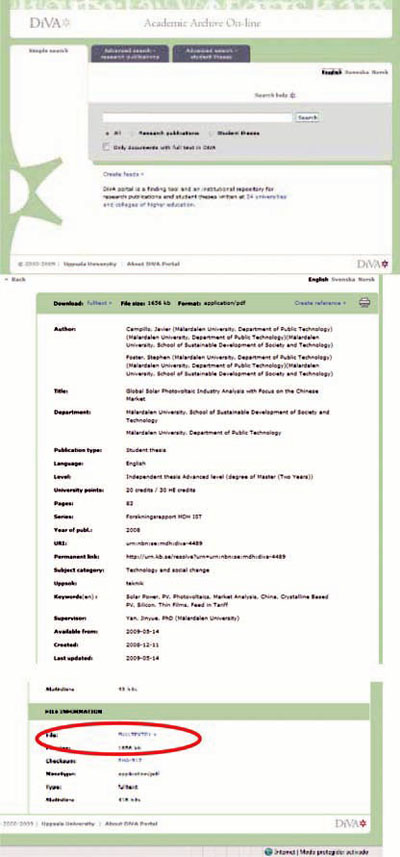 DiVA
Academic Archive On-line
Simple search
Advanced search -
research publications
Advanced search -
student theses
English Svenska Norsk
Search help
Search
All Research publications Student theses
Only documents with full text in DiVA
Create feeds
DiVA portal is a finding tool and an institutional repository for
research publications and student theses written at 24 universities
and colleges of higher education.
© 2000-2009 | Uppsala University | About DiVA Portal
DiVA
Back
English Svenska Norsk
Download: fulltext File size: 1656 kb Format: application/pdf
Create reference
Author: Campillo, Javier (Mälardalen University, Department of Public Technology)
(Mälardalen University, Department of Public Technology)(Mälardalen
University, School of Sustainable Development of Society and Technology)
Foster, Stephen (Mälardalen University, Department of Public Technology)
(Mälardalen University, Department of Public Technology)(Mälardalen
University, School of Sustainable Development of Society and Technology)
Title: Global Solar Photovoltaic Industry Analysis with Focus on the Chinese
Market
Department: Mälardalen University, School of Sustainable Development of Society and
Technology
Mälardalen University, Department of Public Technology
Publication type: Student thesis
Language: English
Level: Independent thesis Advanced level (degree of Master (Two Years))
University points: 20 credits / 30 HE credits
Pages: 82
Series: Forskningsrapport MDH IST
Year of publ.: 2008
URI: urn:nbn:se:mdh:diva-4489
Permanent link: http://urn.kb.se/resolve?urn=urn:nbn:se:mdh:diva-4489
Subject category: Technology and social change
Uppsok: teknik
Keywords(en) : Solar Power, PV, Photovoltaics, Market Analysis, China, Crystalline Based
PV, Silicon, Thin Films, Feed in Tariff
Supervisor: Yan, Jinyue, PhD (Mälardalen University)
Available from: 2009-05-14
Created: 2008-12-11
Last updated: 2009-05-14
Statistics: hits
FILE INFORMATION
File:
1656 kb
Checksum:
Mimetype: application/pdf
Type: fulltext
Statistics: 418 hits
2000-2009 | Uppsala University | About DiVA Portal
DiVA
Internet | Modo protegido: activado